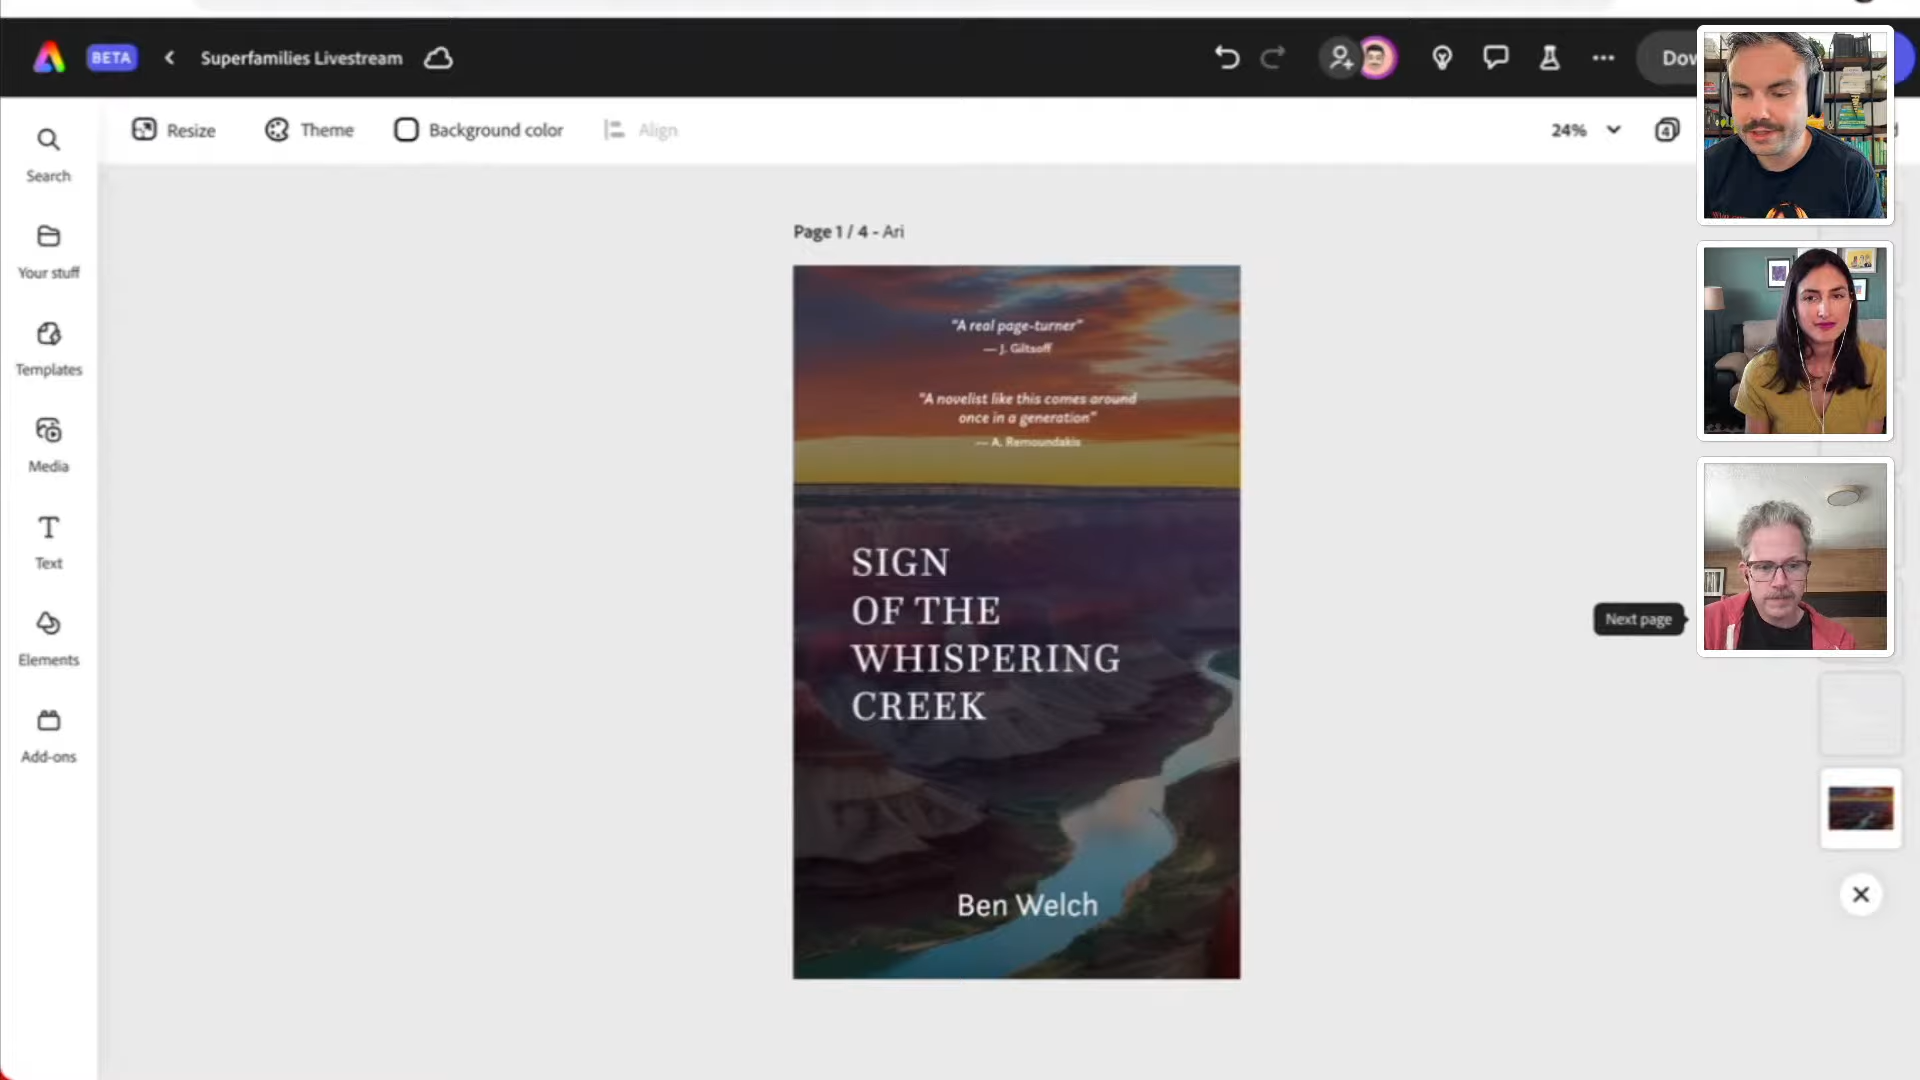 BETA
Superfamilies Livestream
Resize
Theme
Background color
Align
24%
4
Search
Your stuff
Templates
Media
Text
Elements
Add-ons
Page 1 / 4 - Ari
"A real page-turner"
— J. Giltsoff
"A novelist like this comes around
once in a generation"
— A. Remoundakis
SIGN
OF THE
WHISPERING
CREEK
Ben Welch
Next page